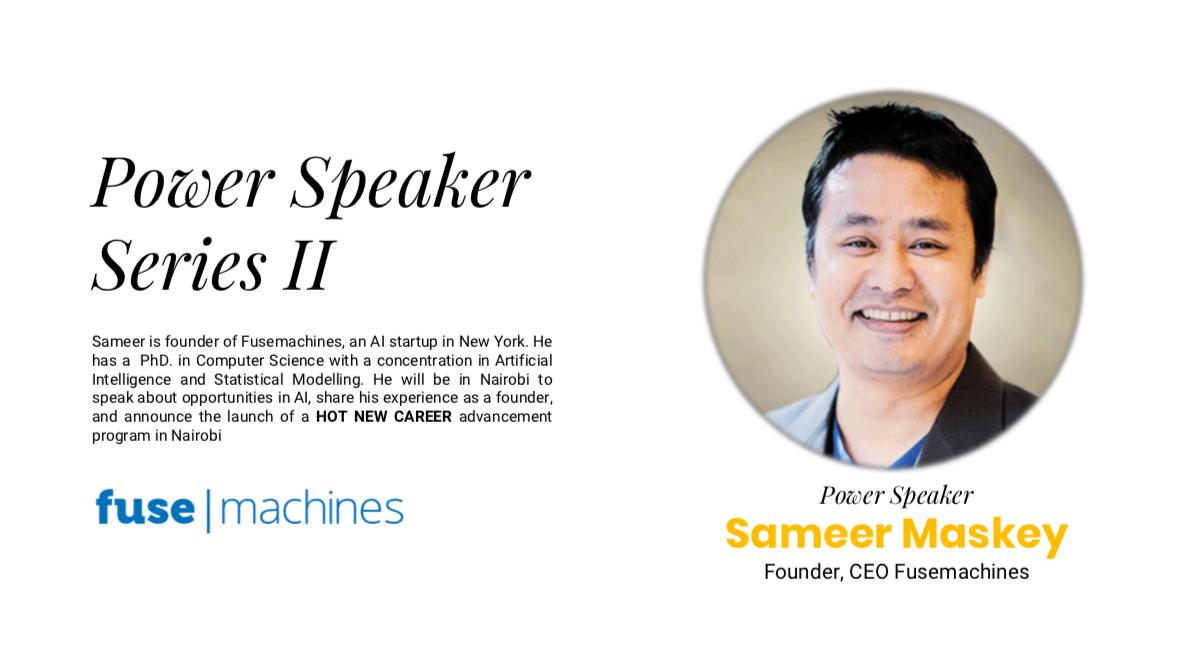 Power Speaker
Series II
Sameer is founder of Fusemachines, an AI startup in New York. He
has a PhD. in Computer Science with a concentration in Artificial
Intelligence and Statistical Modelling. He will be in Nairobi to
speak about opportunities in AI, share his experience as a founder,
and announce the launch of a HOT NEW CAREER advancement
program in Nairobi
fuse|machines
Power Speaker
Sameer Maskey
Founder, CEO Fusemachines